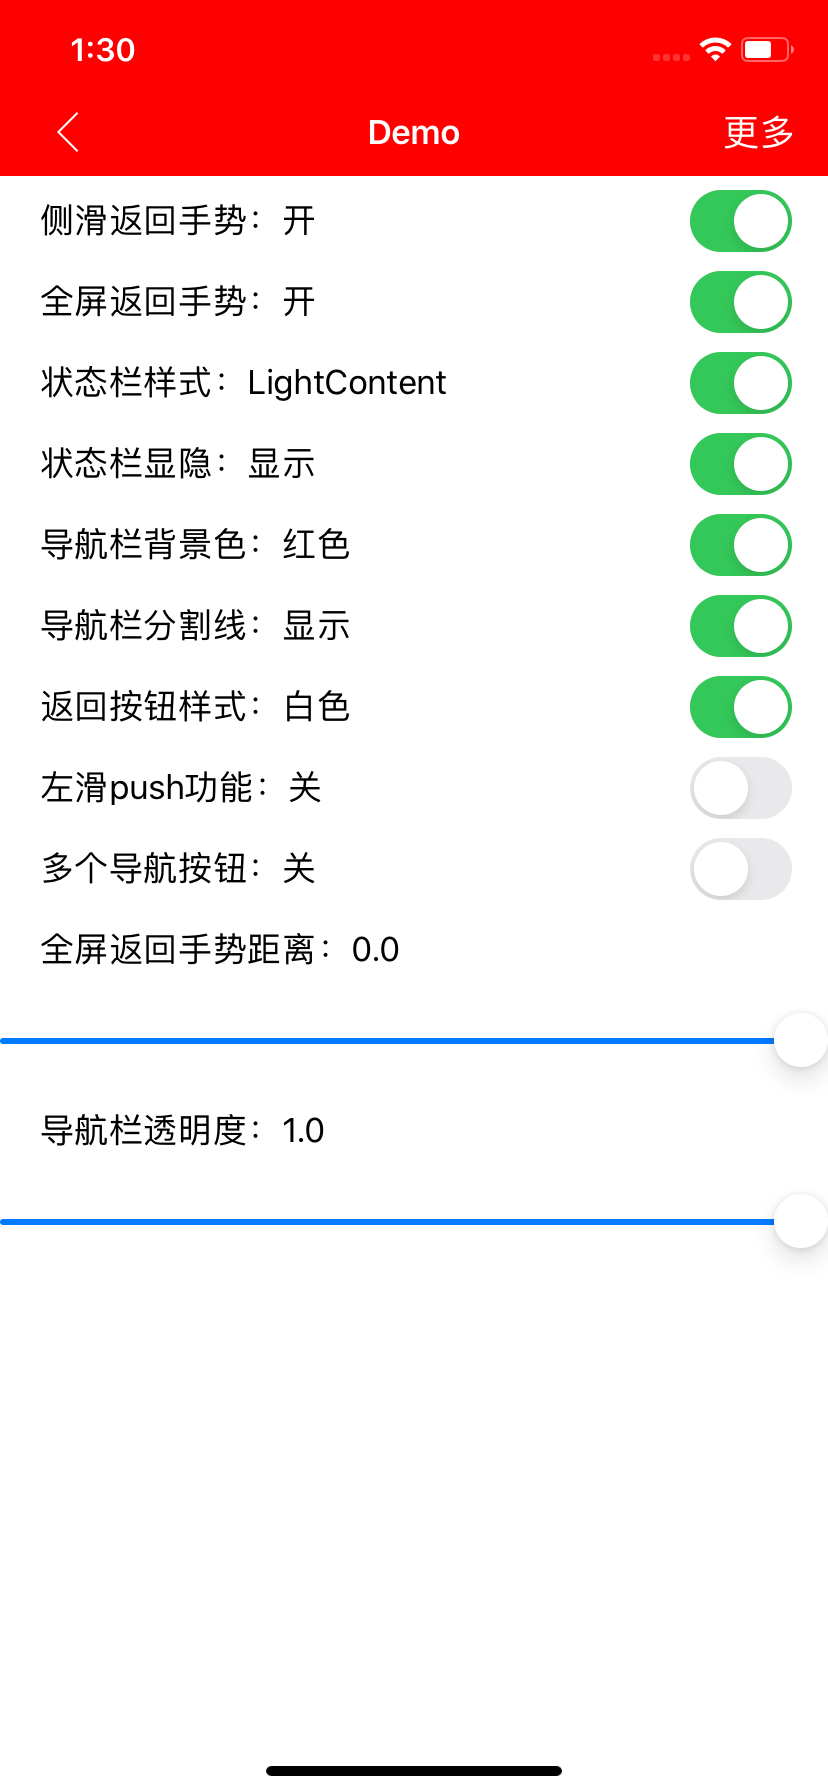 1:30
Demo
更多
侧滑返回手势：开
全屏返回手势：开
状态栏样式：LightContent
状态栏显隐：显示
导航栏背景色：红色
导航栏分割线：显示
返回按钮样式：白色
左滑push功能：关
多个导航按钮：关
全屏返回手势距离：0.0
导航栏透明度：1.0